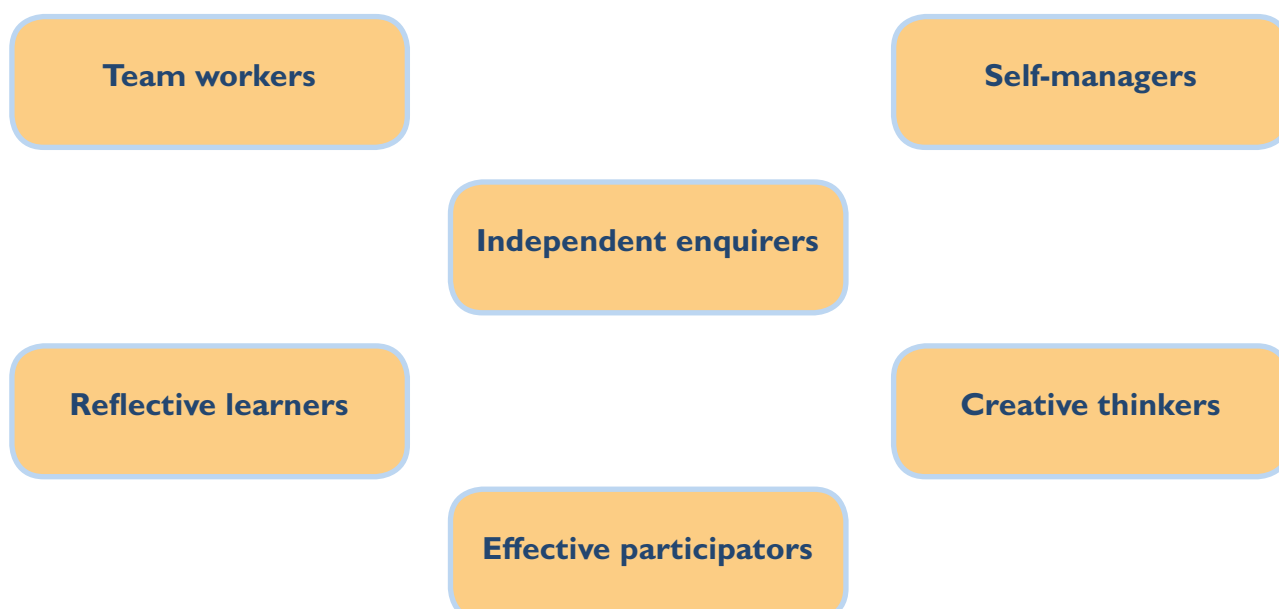 Team workers
Self-managers
Independent enquirers
Reflective learners
Creative thinkers
Effective participators